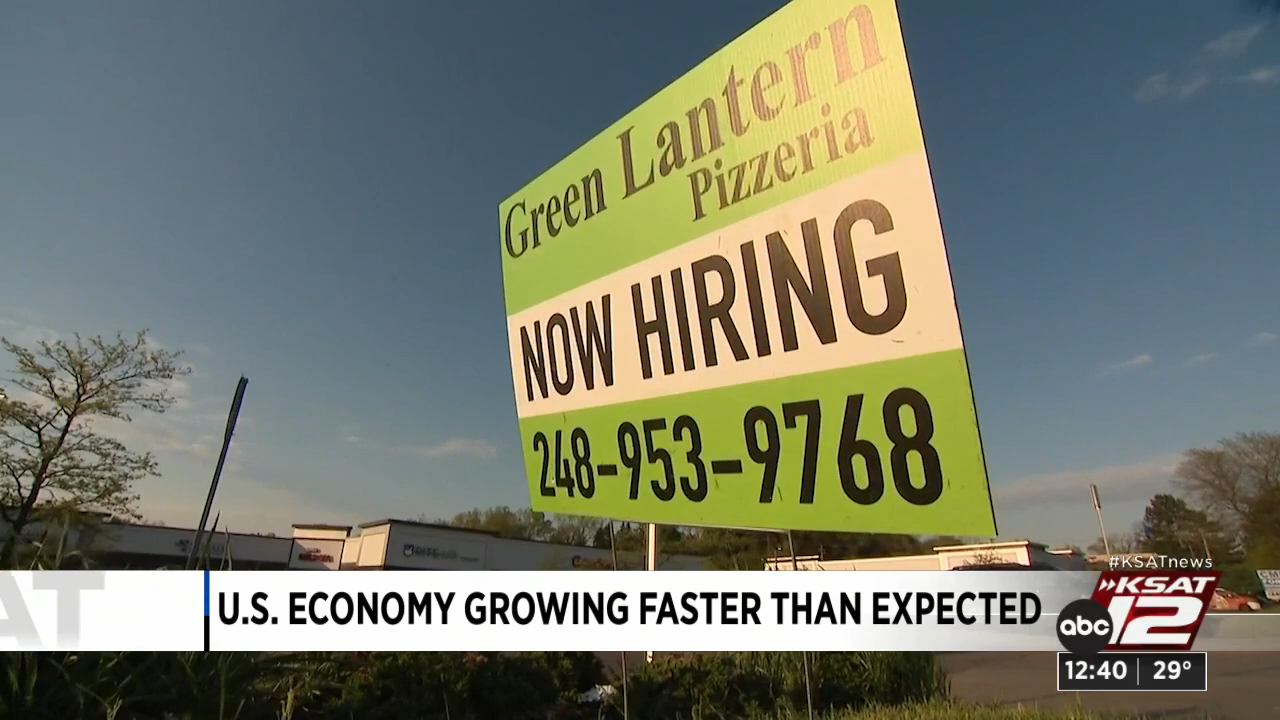 Green Lantern
Pizzeria
NOW HIRING
248-953-9768
#KSATnews
AT
U.S. ECONOMY GROWING FASTER THAN EXPECTED
KSAT
abc 12
12:40 29°